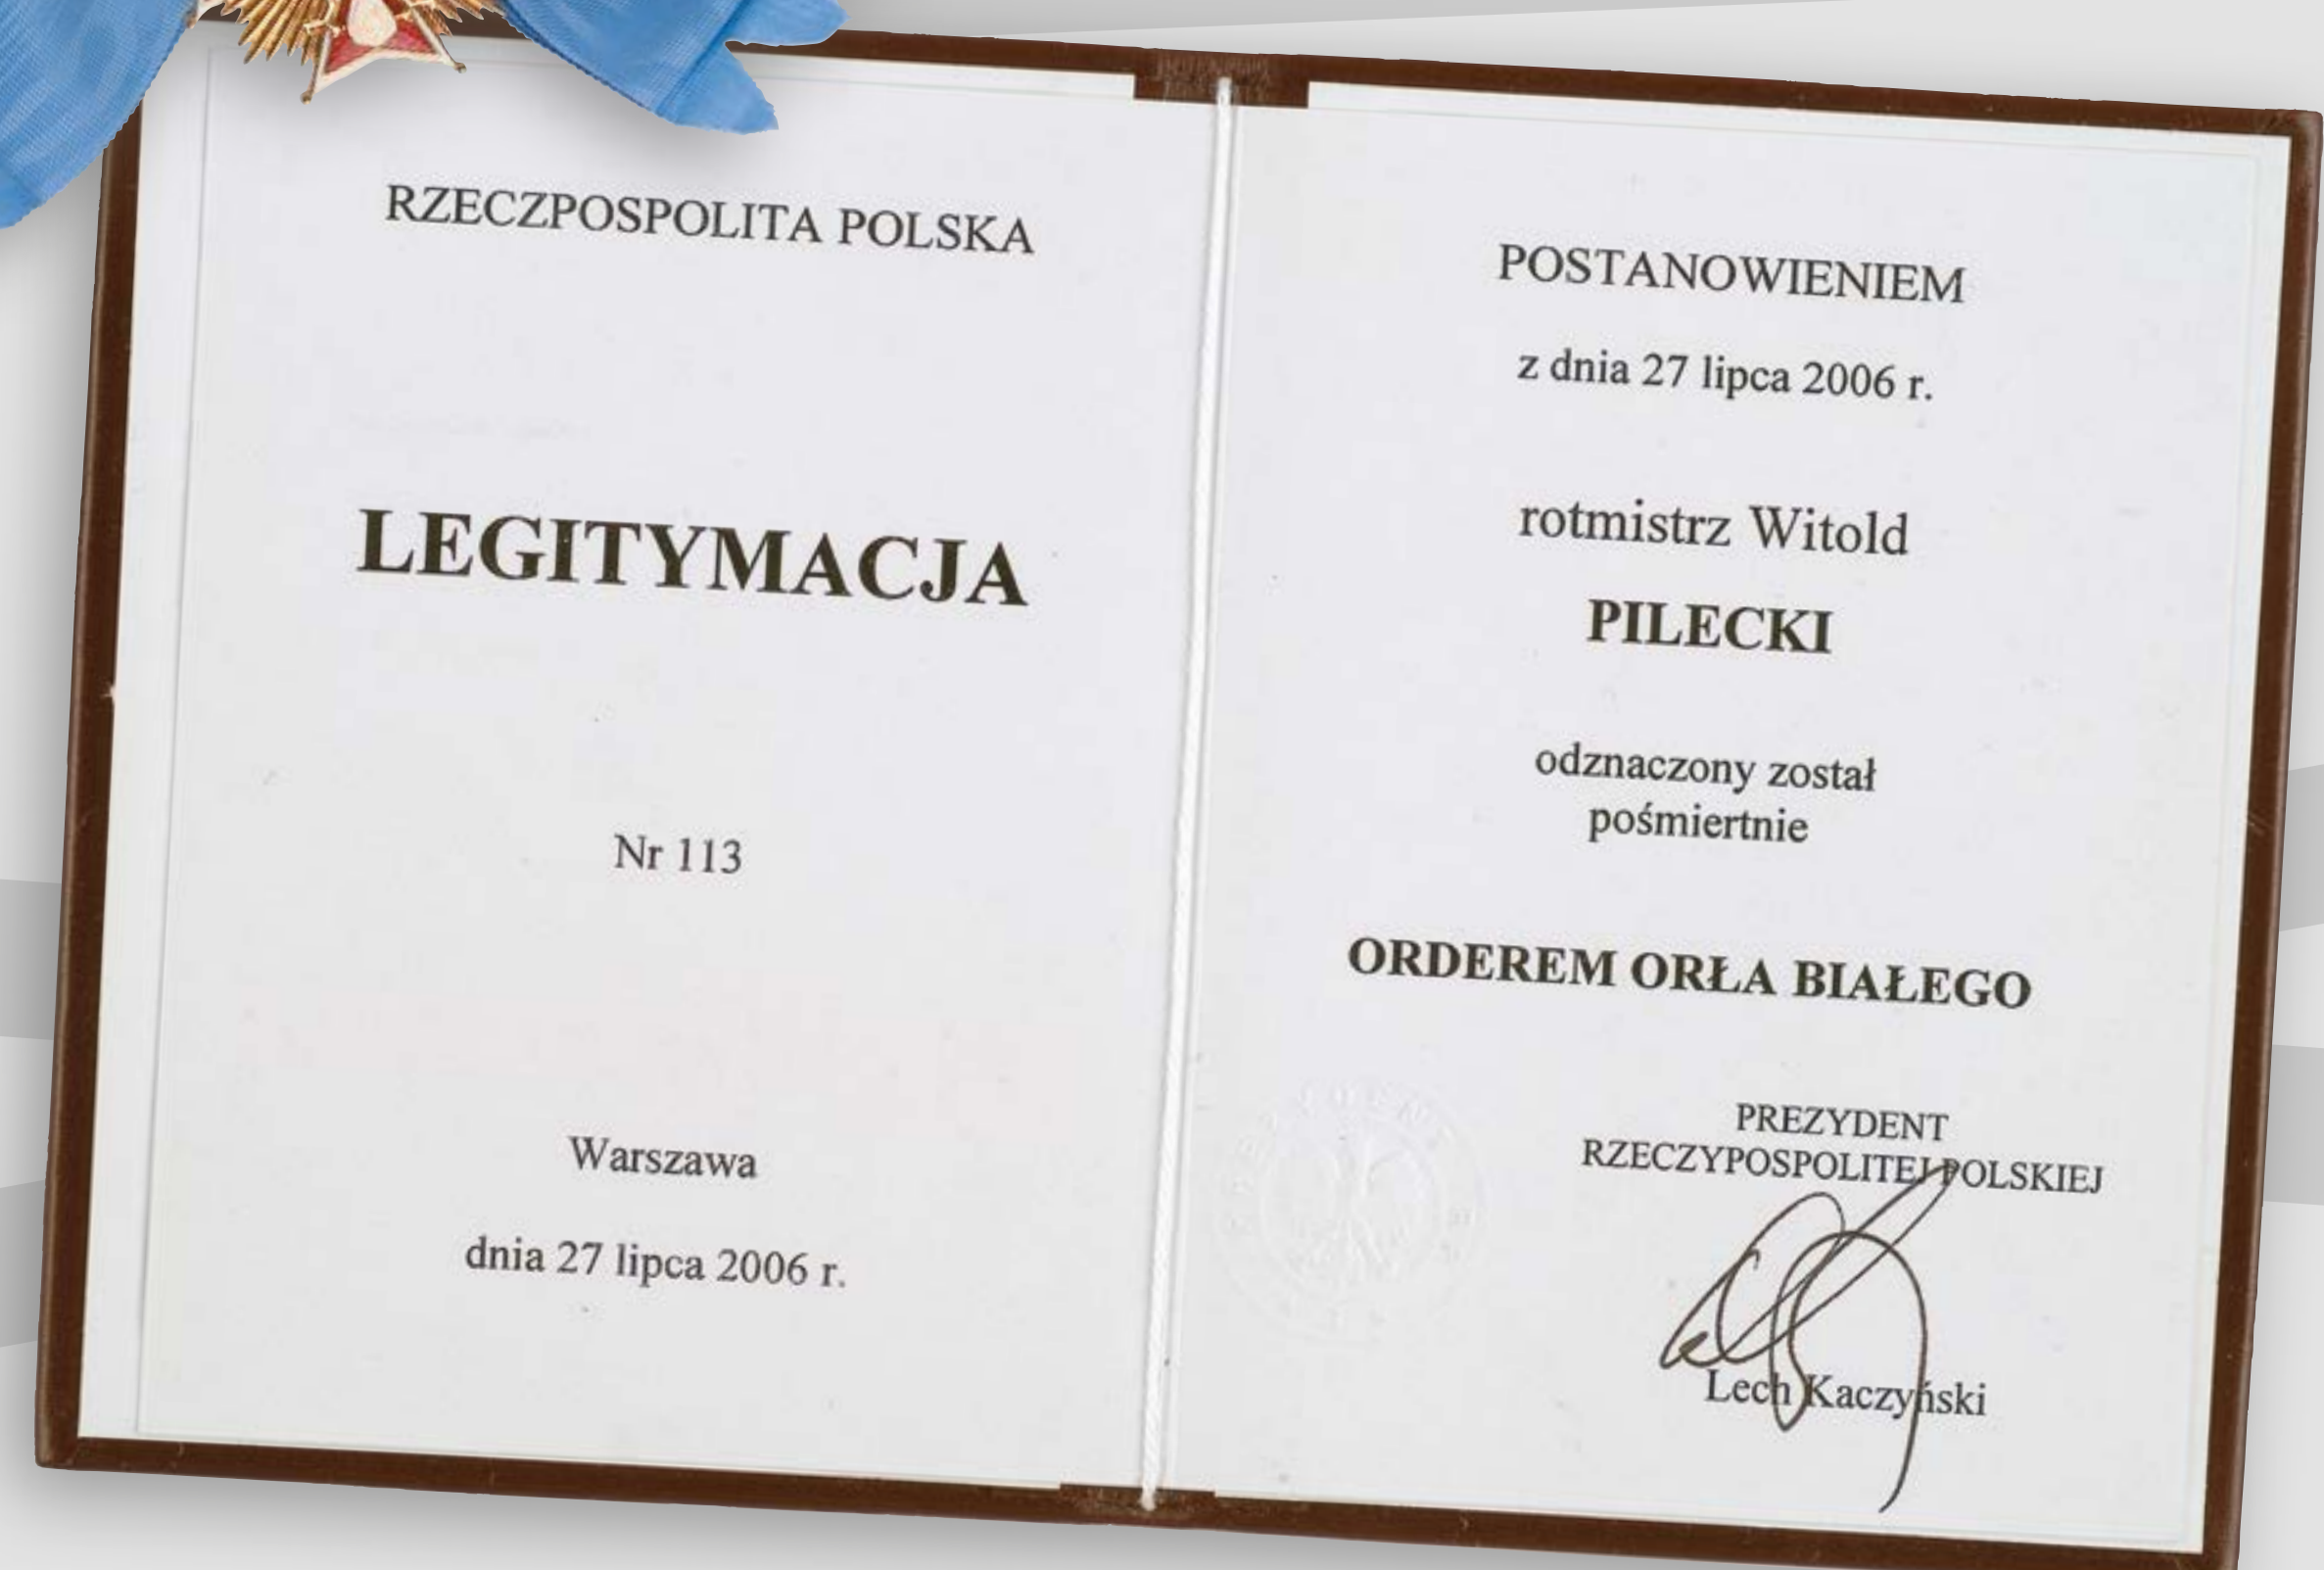 RZECZPOSPOLITA POLSKA
LEGITYMACJA
Nr 113
Warszawa
dnia 27 lipca 2006 r.
POSTANOWIENIEM
z dnia 27 lipca 2006 r.
rotmistrz Witold
PILECKI
odznaczony został
pośmiertnie
ORDEREM ORŁA BIAŁEGO
PREZYDENT
RZECZYPOSPOLITEJ POLSKIEJ
Lech Kaczyński